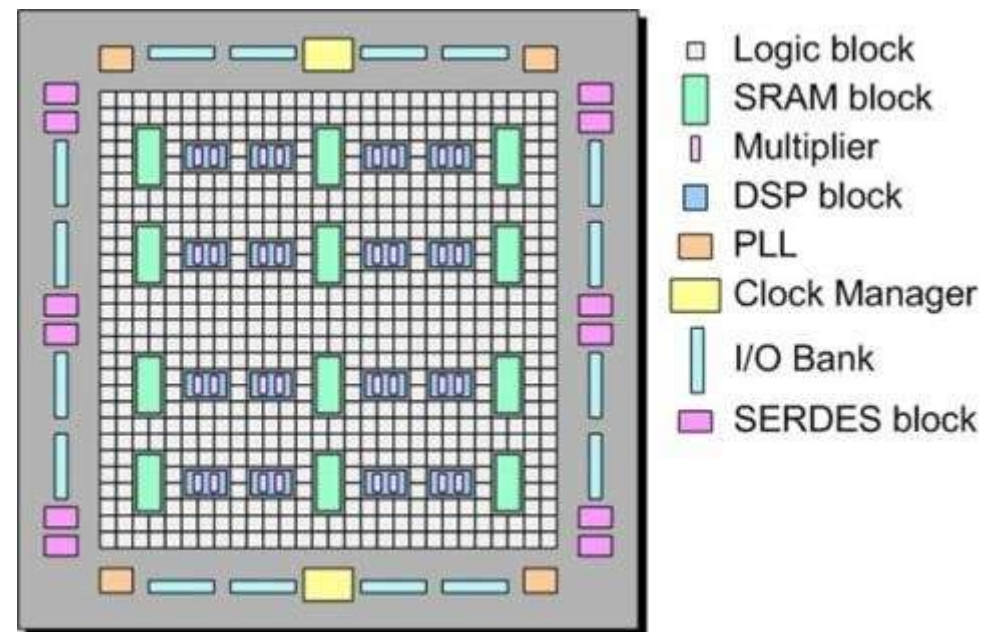 Logic block
SRAM block
Multiplier
DSP block
PLL
Clock Manager
I/O Bank
SERDES block